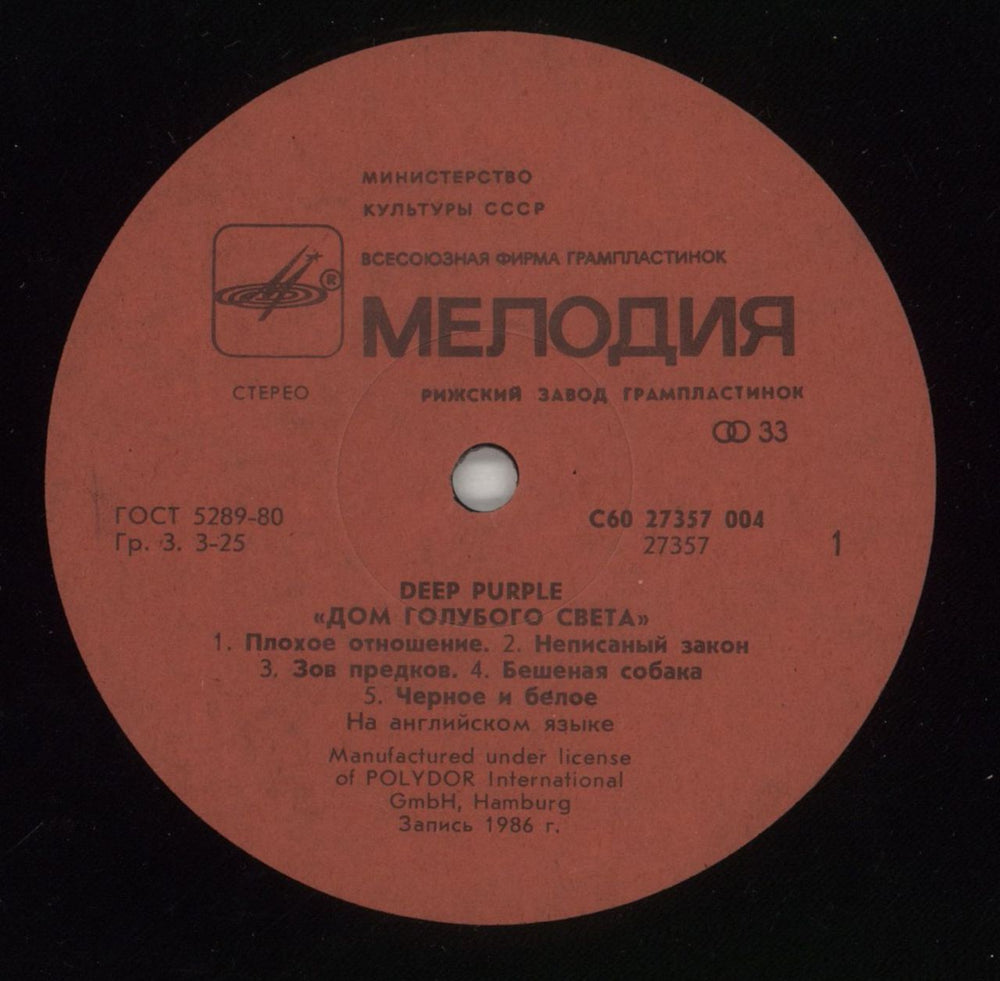 МИНИСТЕРСТВО
КУЛЬТУРЫ СССР
ВСЕСОЮЗНАЯ ФИРМА ГРАМПЛАСТИНОК
®
МЕЛОДИЯ
СТЕРЕО
РИЖСКИЙ ЗАВОД ГРАМПЛАСТИНОК
33
ГОСТ 5289-80
Гр. 3. 3-25
С60 27357 004
27357
1
DEEP PURPLE
«ДОМ ГОЛУБОГО СВЕТА»
1. Плохое отношение. 2. Неписаный закон
3. Зов предков. 4. Бешеная собака
5. Черное и белое
На английском языке
Manufactured under license
of POLYDOR International
GmbH, Hamburg
Запись 1986 г.